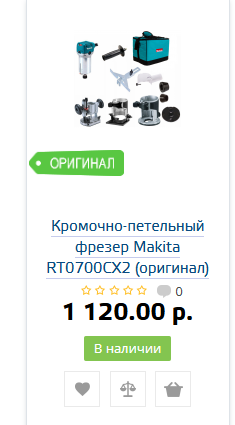 ОРИГИНАЛ
Кромочно-петельный
фрезер Makita
RT0700CX2 (оригинал)
0
1 120.00 р.
В наличии